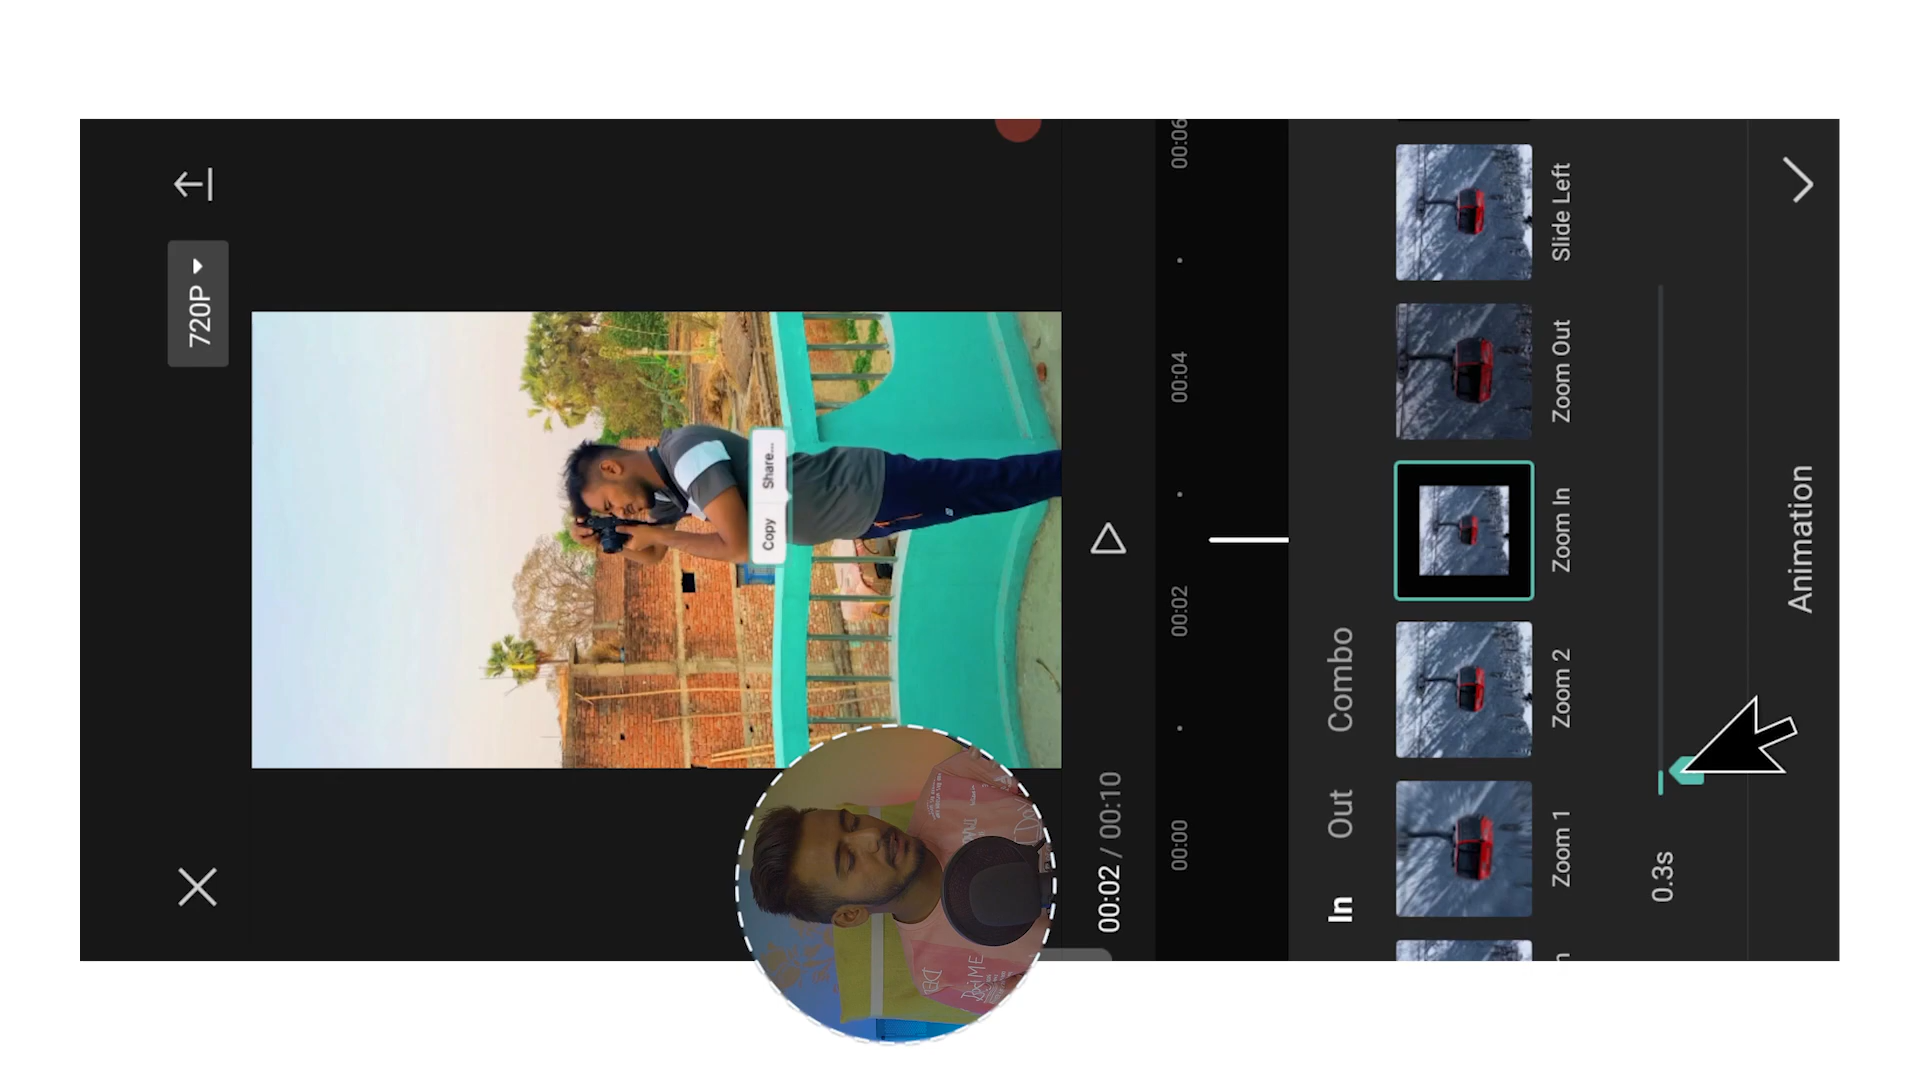 720P
Copy Share...
00:02 / 00:10
00:00 00:02 00:04 00:06
In Out Combo
Zoom 1 Zoom 2 Zoom In Zoom Out Slide Left
0.3s
Animation